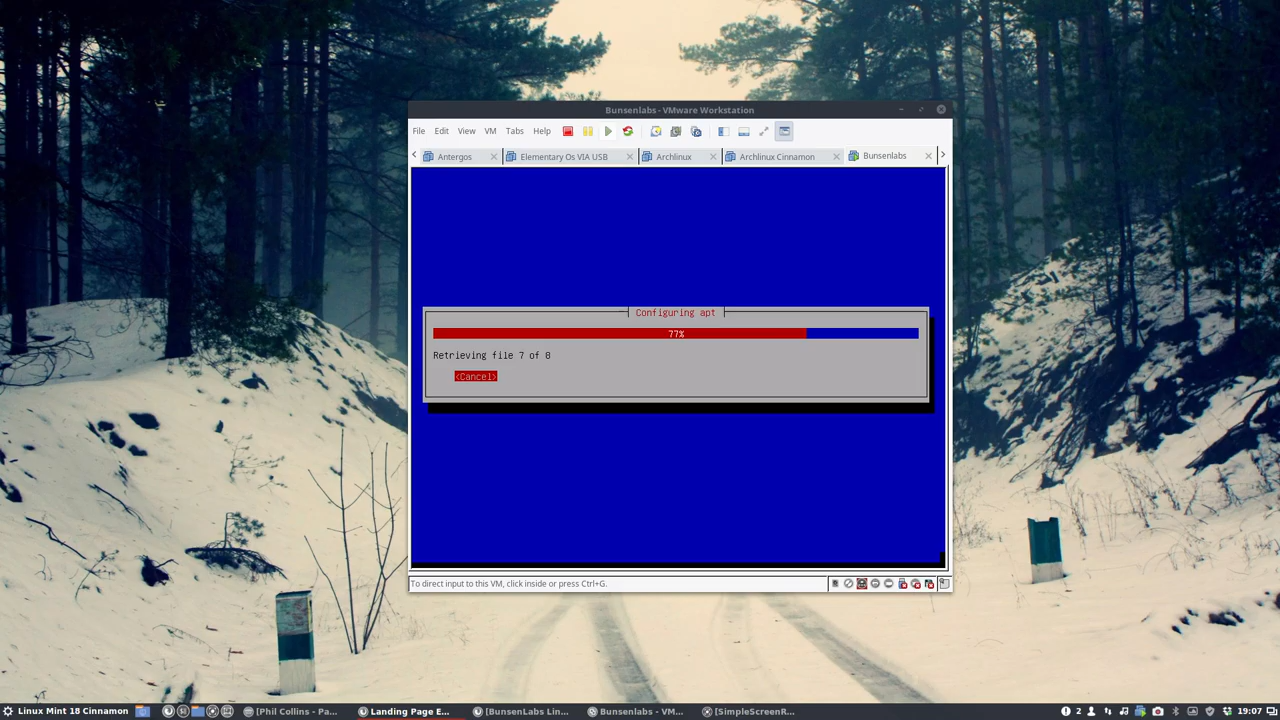 Bunsenlabs - VMware Workstation
File Edit View VM Tabs Help
Antergos Elementary Os VIA USB Archlinux Archlinux Cinnamon Bunsenlabs
Configuring apt
77%
Retrieving file 7 of 8
<Cancel>
To direct input to this VM, click inside or press Ctrl+G.
Linux Mint 18 Cinnamon [Phil Collins - Pa... Landing Page E... [BunsenLabs Lin... Bunsenlabs - VM... [SimpleScreenR... 2 19:07